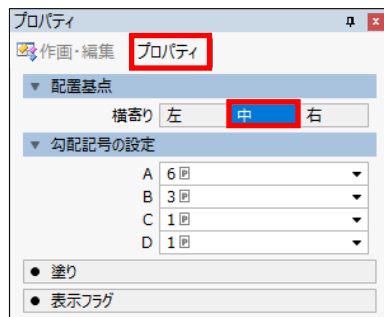 プロパティ
作画・編集 プロパティ
▼ 配置基点
横寄り 左 中 右
▼ 勾配記号の設定
A 6 P
B 3 P
C 1 P
D 1 P
● 塗り
● 表示フラグ